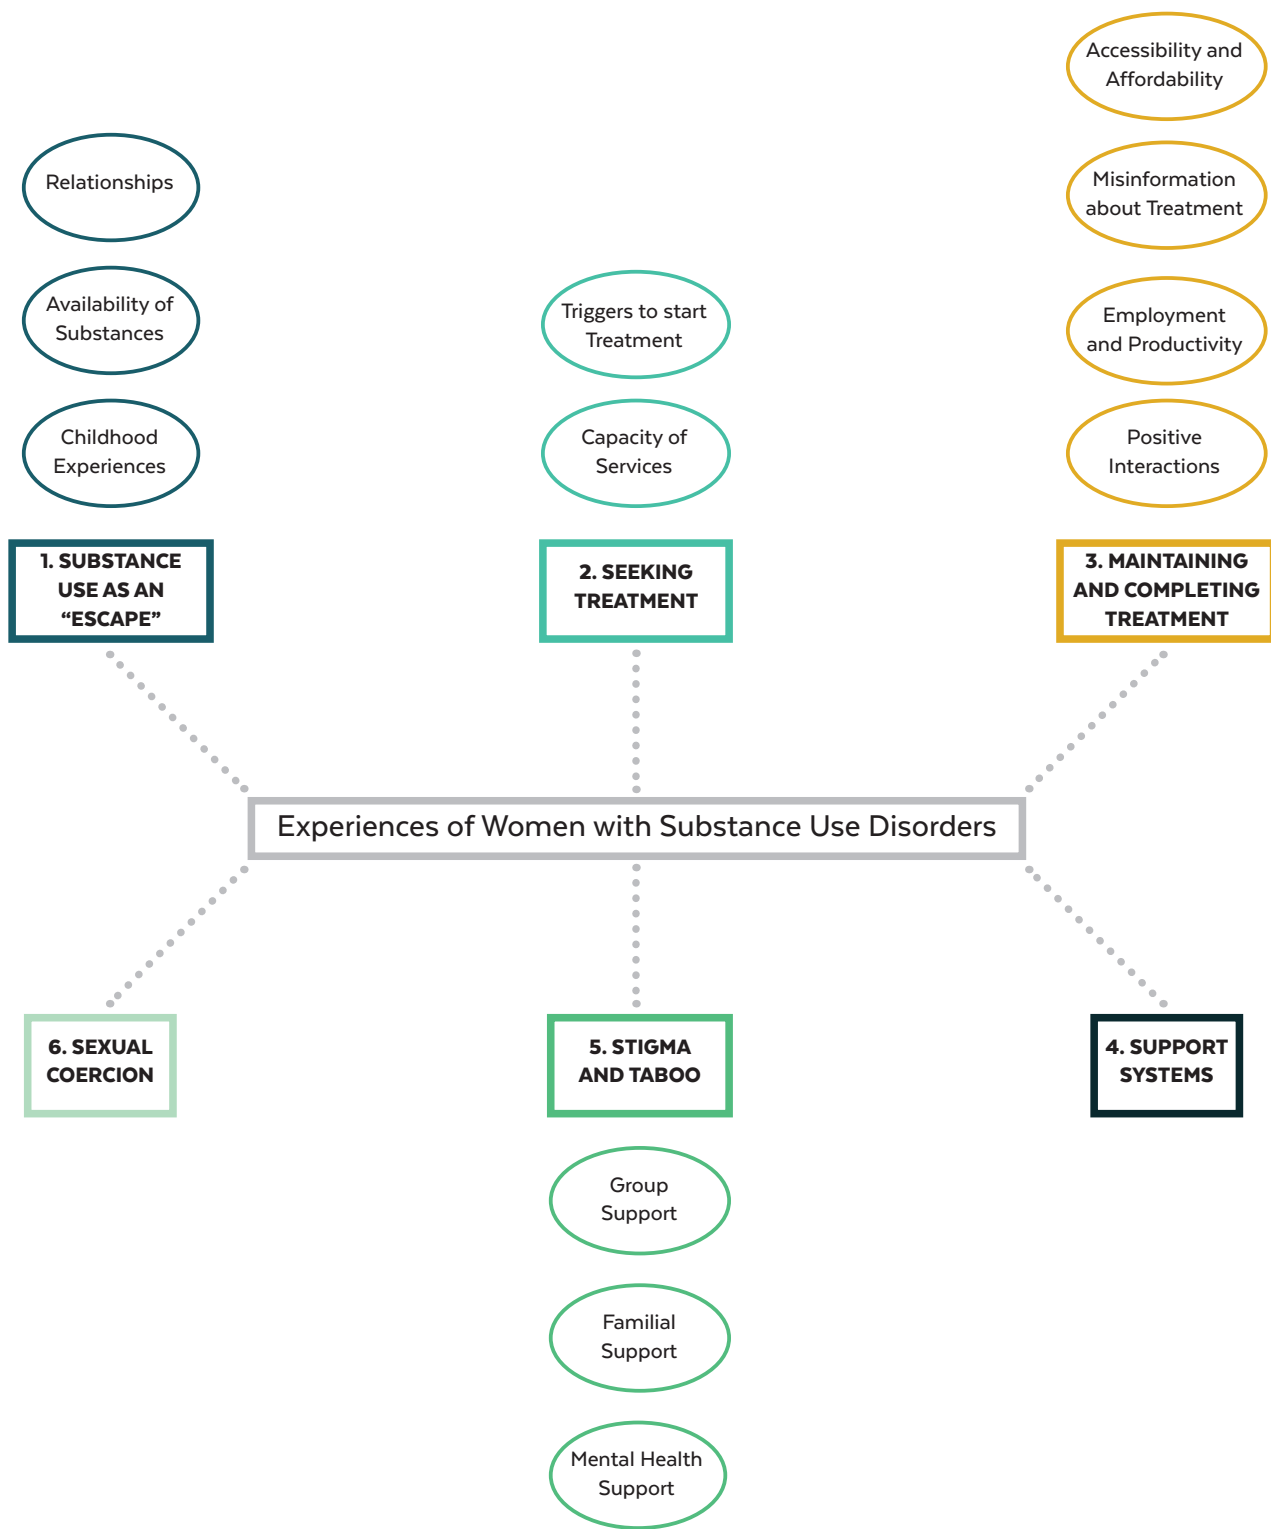 Relationships
Availability of
Substances
Childhood
Experiences
1. SUBSTANCE
USE AS AN
“ESCAPE”
Triggers to start
Treatment
Capacity of
Services
2. SEEKING
TREATMENT
Accessibility and
Affordability
Misinformation
about Treatment
Employment
and Productivity
Positive
Interactions
3. MAINTAINING
AND COMPLETING
TREATMENT
Experiences of Women with Substance Use Disorders
6. SEXUAL
COERCION
5. STIGMA
AND TABOO
Group
Support
Familial
Support
Mental Health
Support
4. SUPPORT
SYSTEMS